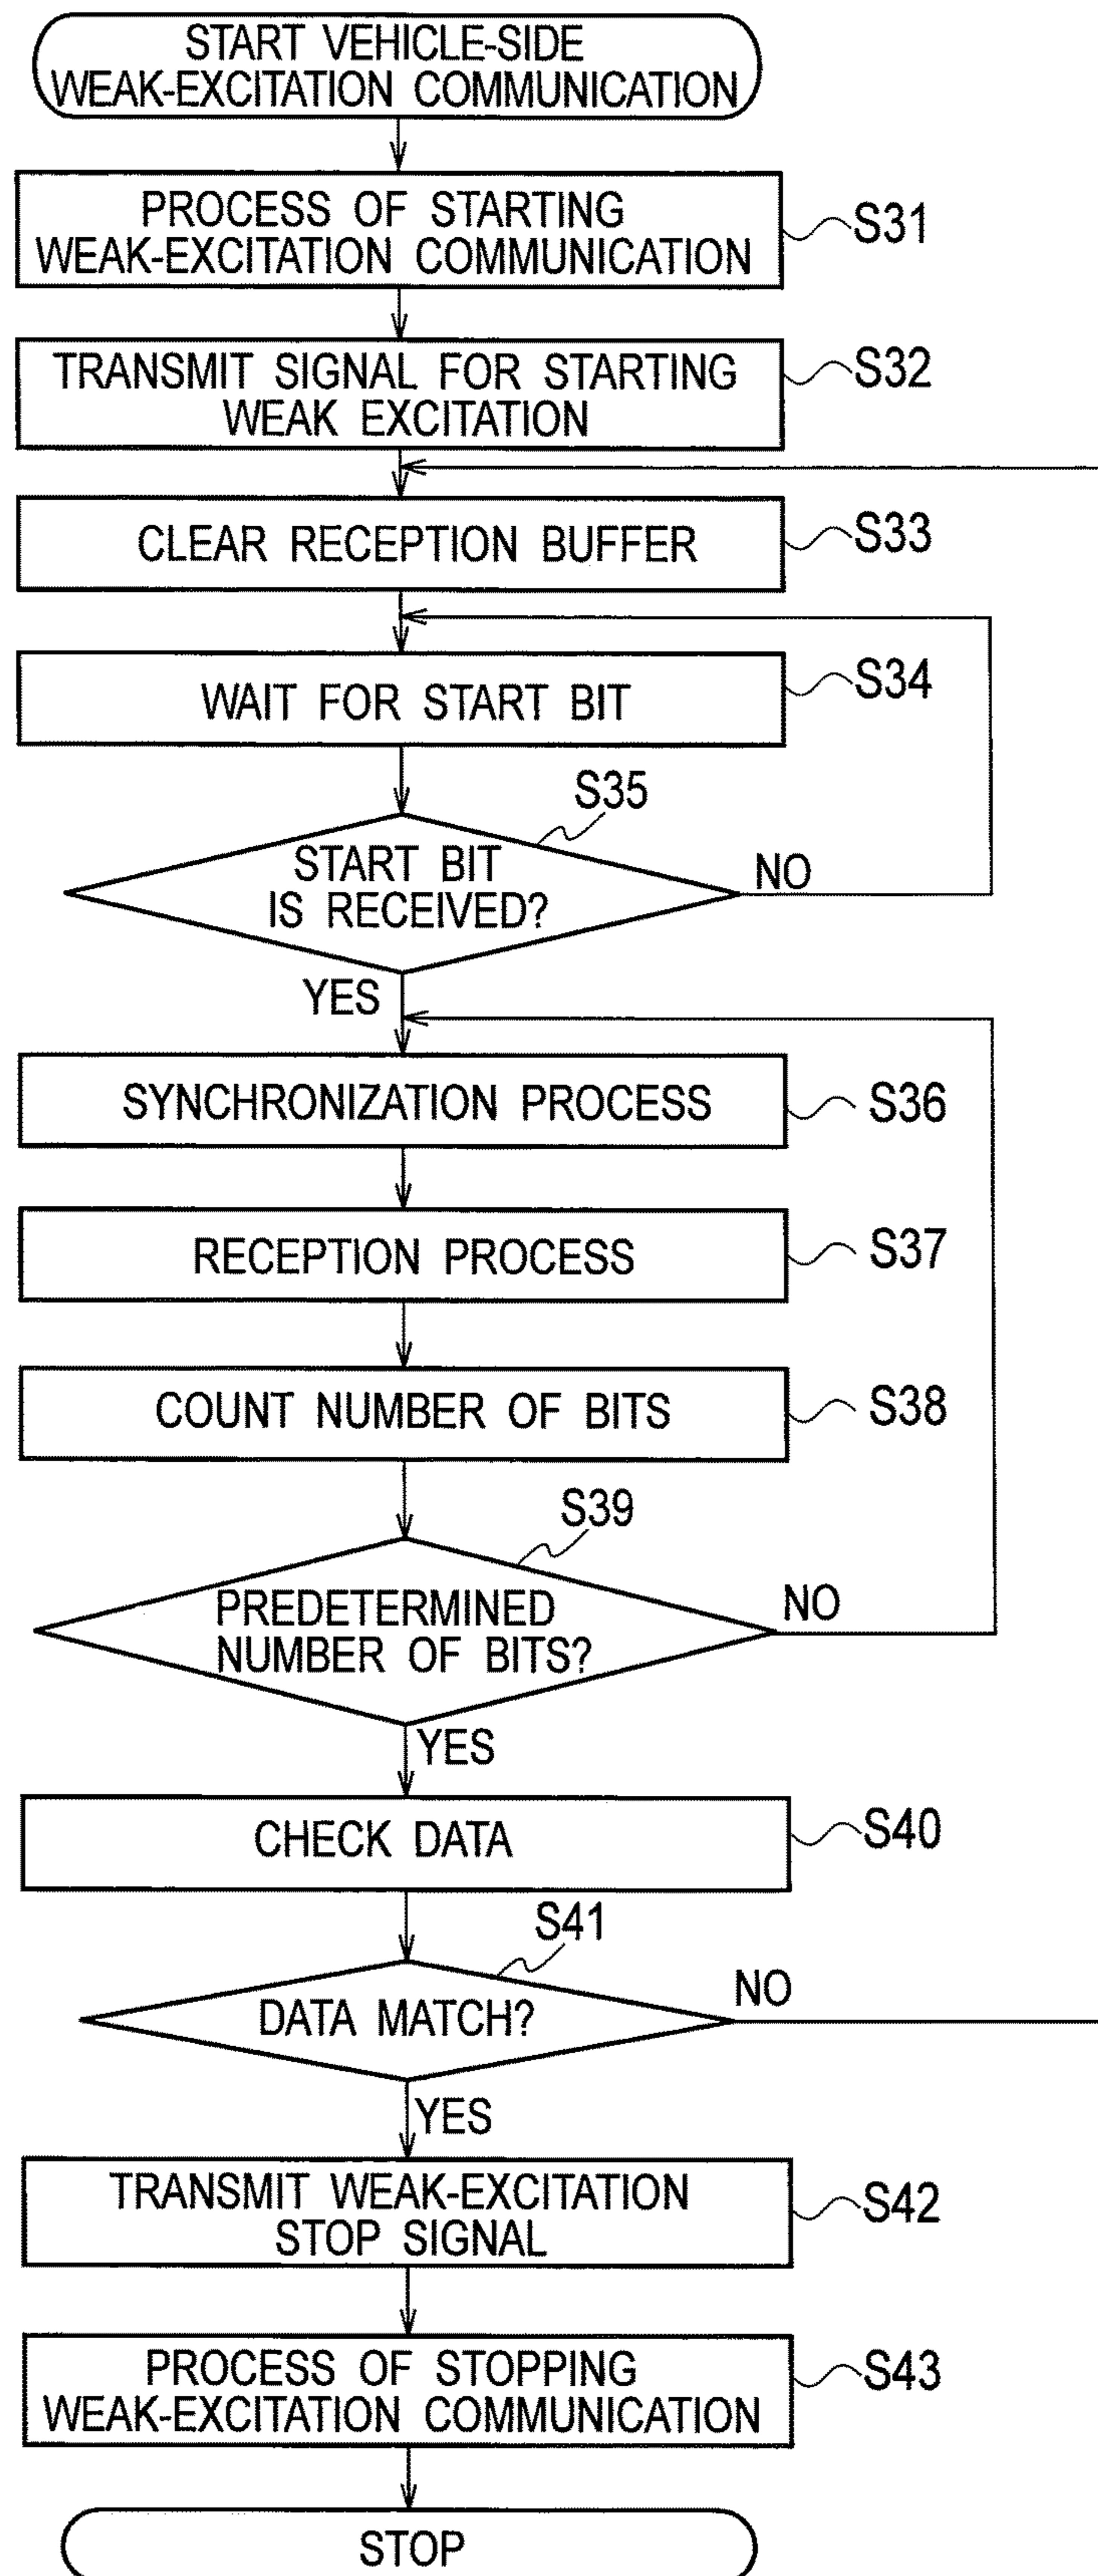 START VEHICLE-SIDE
WEAK-EXCITATION COMMUNICATION
PROCESS OF STARTING
WEAK-EXCITATION COMMUNICATION
S31
TRANSMIT SIGNAL FOR STARTING
WEAK EXCITATION
S32
CLEAR RECEPTION BUFFER
S33
WAIT FOR START BIT
S34
S35
START BIT
IS RECEIVED?
NO
YES
SYNCHRONIZATION PROCESS
S36
RECEPTION PROCESS
S37
COUNT NUMBER OF BITS
S38
S39
PREDETERMINED
NUMBER OF BITS?
NO
YES
CHECK DATA
S40
S41
DATA MATCH?
NO
YES
TRANSMIT WEAK-EXCITATION
STOP SIGNAL
S42
PROCESS OF STOPPING
WEAK-EXCITATION COMMUNICATION
S43
STOP